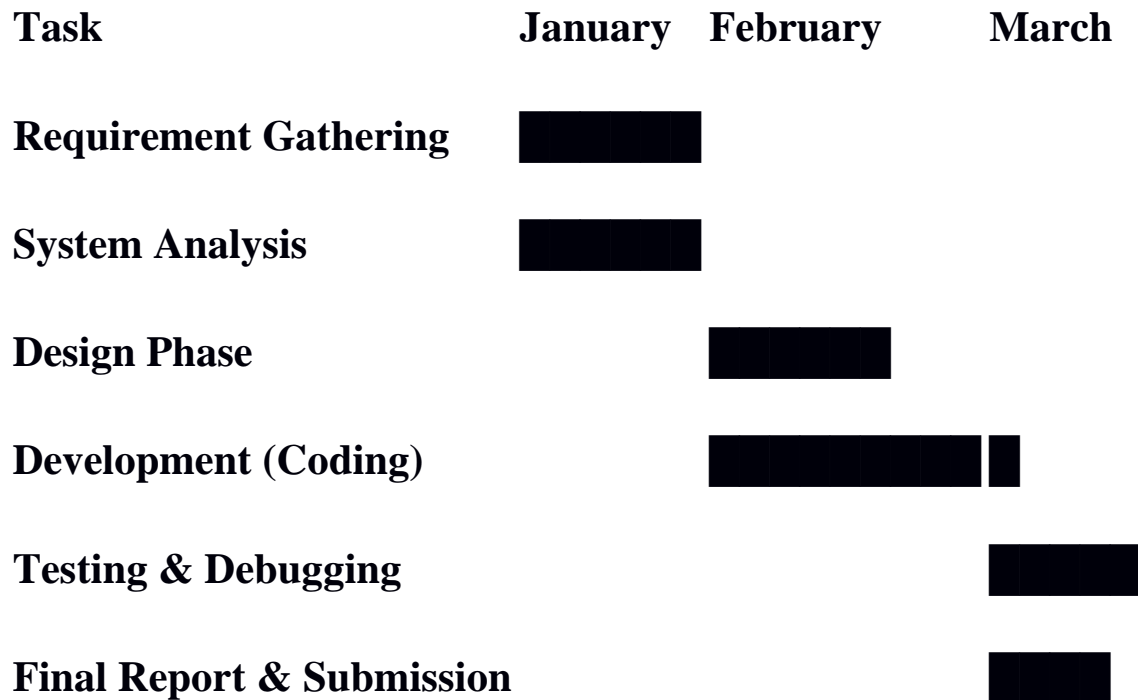 Task January February March
Requirement Gathering
System Analysis
Design Phase
Development (Coding)
Testing & Debugging
Final Report & Submission